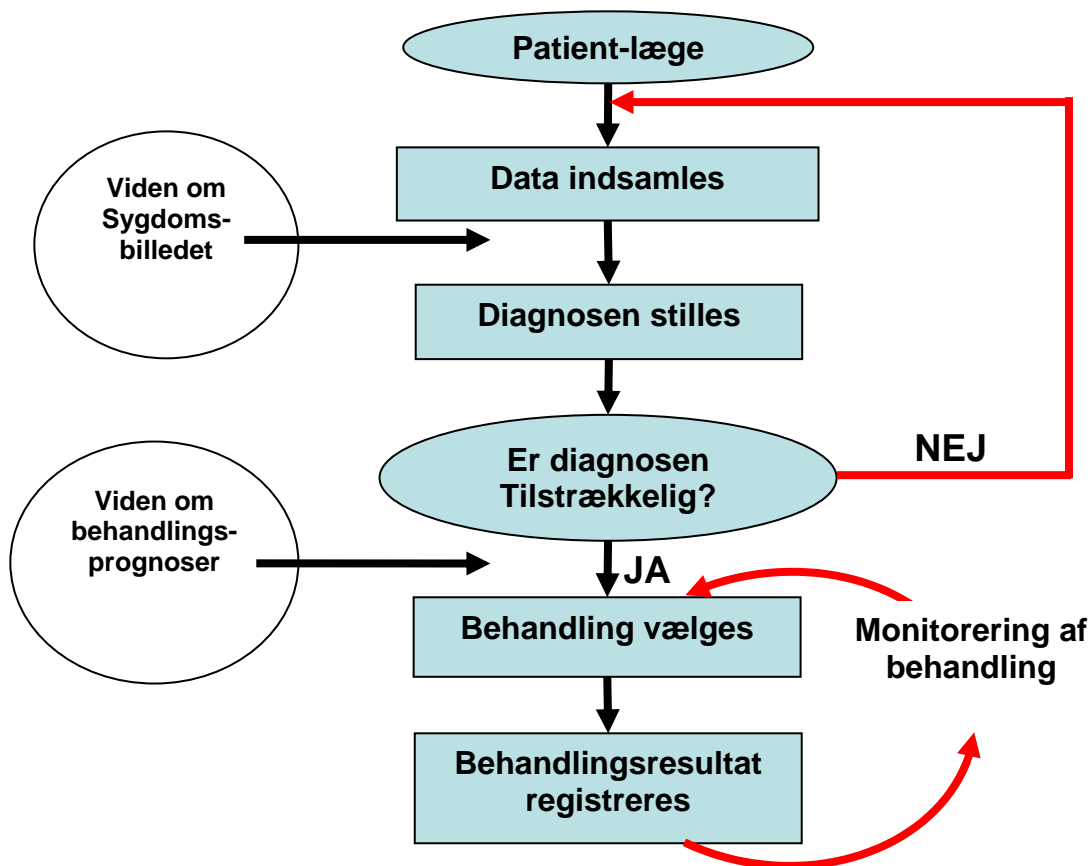 Patient-læge
Data indsamles
Viden om
Sygdoms-
billedet
Diagnosen stilles
Er diagnosen
Tilstrækkelig?
NEJ
Viden om
behandlings-
prognoser
JA
Behandling vælges
Monitorering af
behandling
Behandlingsresultat
registreres